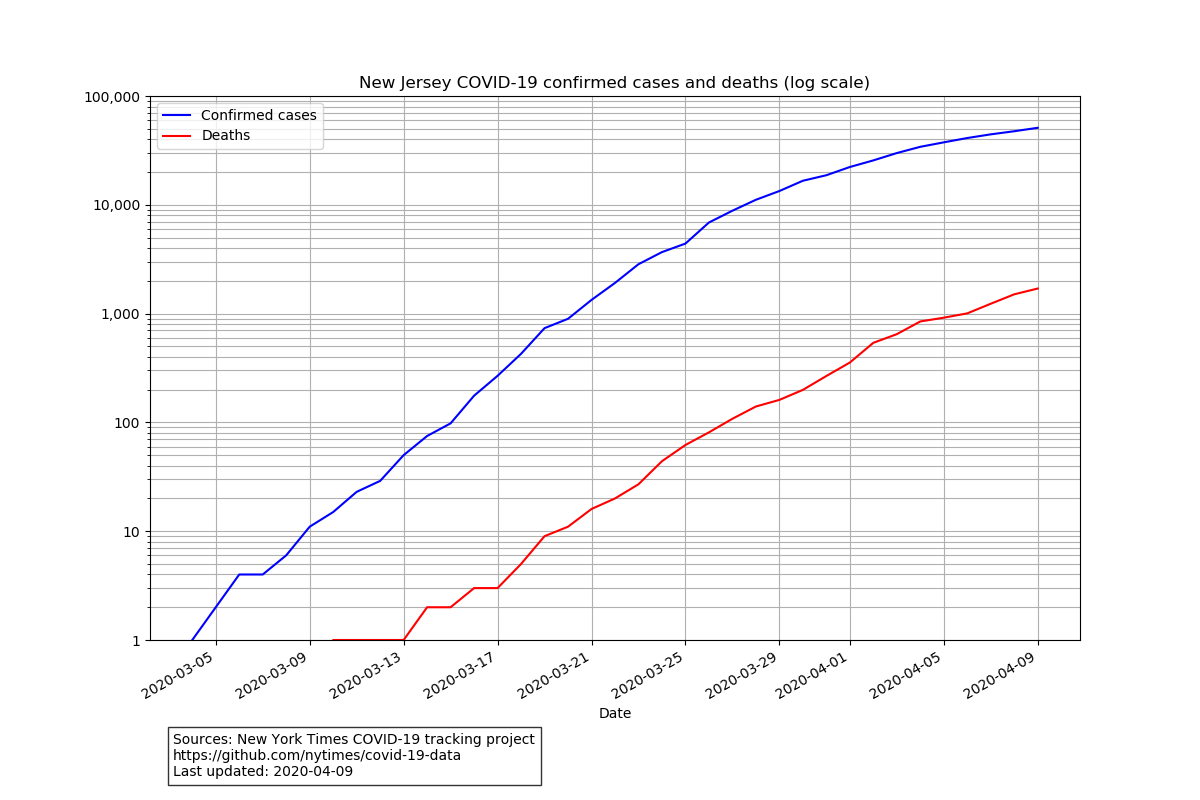 New Jersey COVID-19 confirmed cases and deaths (log scale)
100,000
10,000
1,000
100
10
1
Confirmed cases
Deaths
2020-03-05
2020-03-09
2020-03-13
2020-03-17
2020-03-21
2020-03-25
2020-03-29
2020-04-01
2020-04-05
2020-04-09
Date
Sources: New York Times COVID-19 tracking project
https://github.com/nytimes/covid-19-data
Last updated: 2020-04-09